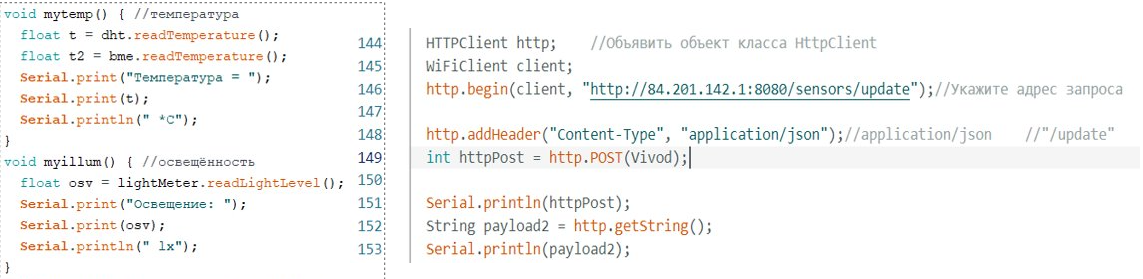 void mytemp() { //температура
float t = dht.readTemperature();
float t2 = bme.readTemperature();
Serial.print("Температура = ");
Serial.print(t);
Serial.println(" *C");
}
void myillum() { //освещённость
float osv = lightMeter.readLightLevel();
Serial.print("Освещение: ");
Serial.print(osv);
Serial.println(" lx");
}
144 HTTPClient http; //Объявить объект класса HttpClient
145 WiFiClient client;
146 http.begin(client, "http://84.201.142.1:8080/sensors/update");//Укажите адрес запроса
147
148 http.addHeader("Content-Type", "application/json");//application/json //"/update"
149 int httpPost = http.POST(Vivod);
150
151 Serial.println(httpPost);
152 String payload2 = http.getString();
153 Serial.println(payload2);